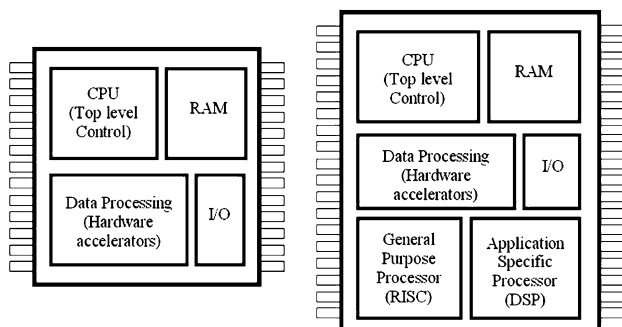 CPU
(Top level
Control)
RAM
Data Processing
(Hardware
accelerators)
I/O
CPU
(Top level
Control)
RAM
Data Processing
(Hardware
accelerators)
I/O
General
Purpose
Processor
(RISC)
Application
Specific
Processor
(DSP)